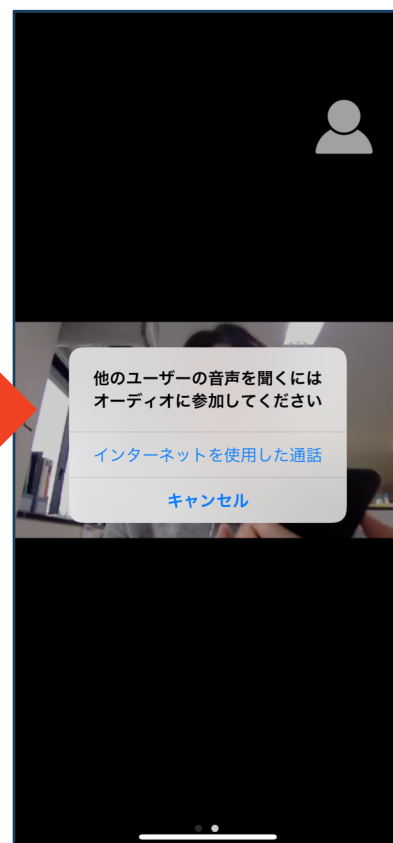 他のユーザーの音声を聞くには
オーディオに参加してください
インターネットを使用した通話
キャンセル